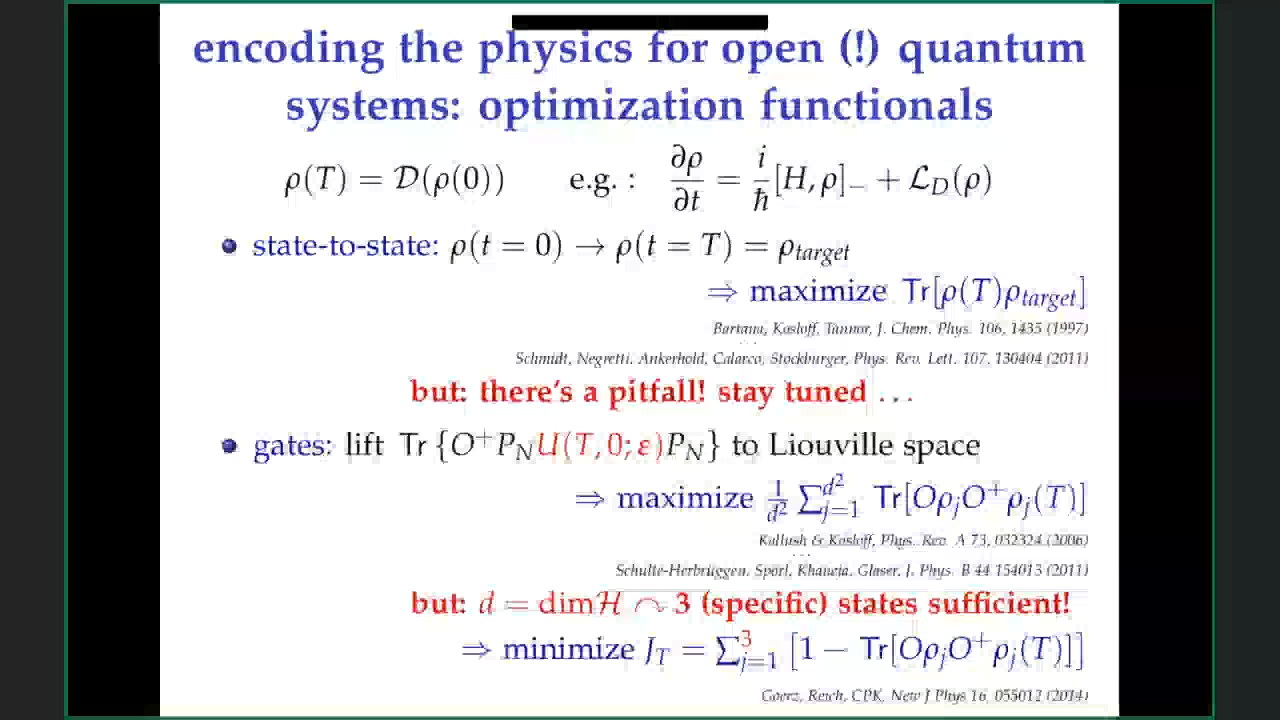 encoding the physics for open (!) quantum
systems: optimization functionals
ρ(T) = 𝒟(ρ(0)) e.g. : ∂ρ/∂t = i/ħ [H, ρ]₋ + ℒ_D(ρ)
• state-to-state: ρ(t = 0) → ρ(t = T) = ρ_target
⇒ maximize Tr[ρ(T)ρ_target]
Bartana, Kosloff, Tannor, J. Chem. Phys. 106, 1435 (1997)
...
Schmidt, Negretti, Ankerhold, Calarco, Stockburger, Phys. Rev. Lett. 107, 130404 (2011)
but: there's a pitfall! stay tuned ...
• gates: lift Tr {O⁺P_N U(T, 0; ε)P_N} to Liouville space
⇒ maximize 1/d² ∑_{j=1}^{d²} Tr[Oρ_jO⁺ρ_j(T)]
Kallush & Kosloff, Phys. Rev. A 73, 032324 (2006)
...
Schulte-Herbrüggen, Spörl, Khaneja, Glaser, J. Phys. B 44 154013 (2011)
but: d = dimℋ ↷ 3 (specific) states sufficient!
⇒ minimize J_T = ∑_{j=1}^{3} [1 − Tr[Oρ_jO⁺ρ_j(T)]]
Goerz, Reich, CPK, New J Phys 16, 055012 (2014)